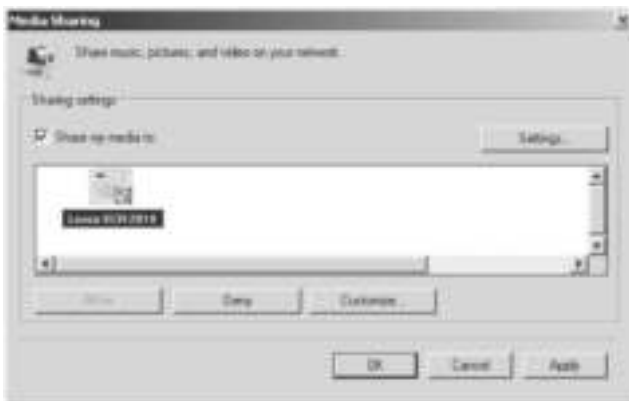 Media Sharing
Share music, pictures, and video on your network.
Sharing settings
Share my media to:
Settings...
Allow
Deny
Customize...
OK
Cancel
Apply